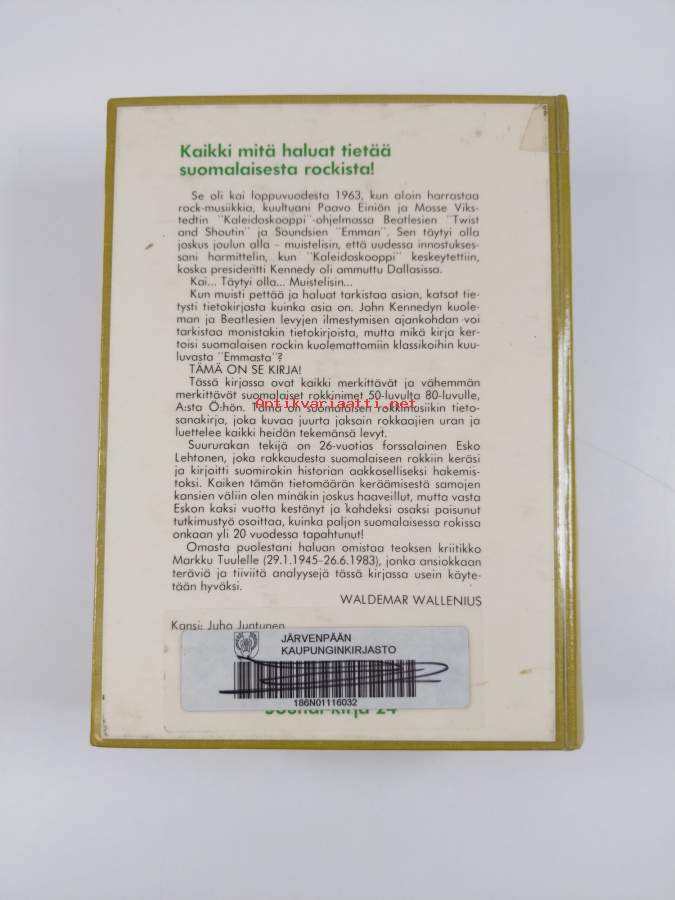 Kaikki mitä haluat tietää
suomalaisesta rockista!
Se oli kai loppuvuodesta 1963, kun aloin harrastaa
rock-musiikkia, kuultuani Paavo Einiön ja Mosse Viks-
tedtin "Kaleidoskooppi"-ohjelmassa Beatlesien "Twist
and Shoutin" ja Soundsien "Emman". Sen täytyi olla
joskus joulun alla – muistelisin, että uudessa innostukses-
sani harmittelin, kun "Kaleidoskooppi" keskeytettiin,
koska presidentti Kennedy oli ammuttu Dallasissa.
Kai... Täytyi olla... Muistelisin...
Kun muisti pettää ja haluat tarkistaa asian, katsot tie-
tysti tietokirjasta kuinka asia on. John Kennedyn kuole-
man ja Beatlesien levyjen ilmestymisen ajankohdan voi
tarkistaa monistakin tietokirjoista, mutta mikä kirja ker-
toisi suomalaisen rockin kuolemattomiin klassikoihin kuu-
luvasta "Emmasta"?
TÄMÄ ON SE KIRJA!
Tässä kirjassa ovat kaikki merkittävät ja vähemmän
merkittävät suomalaiset rokkinimet 50-luvulta 80-luvulle,
antikvariaatti.net
A:sta Ö:hön. Tämä on suomalaisen rokkimusiikin tieto-
sanakirja, joka kuvaa juurta jaksain rokkaajien uran ja
luettelee kaikki heidän tekemänsä levyt.
Suururakan tekijä on 26-vuotias forssalainen Esko
Lehtonen, joka rakkaudesta suomalaiseen rokkiin keräsi
ja kirjoitti suomirokin historian aakkoselliseksi hakemis-
toksi. Kaiken tämän tietomäärän keräämisestä samojen
kansien väliin olen minäkin joskus haaveillut, mutta vasta
Eskon kaksi vuotta kestänyt ja kahdeksi osaksi paisunut
tutkimustyö osoittaa, kuinka paljon suomalaisessa rokissa
onkaan yli 20 vuodessa tapahtunut!
Omasta puolestani haluan omistaa teoksen kriitikko
Markku Tuulelle (29.1.1945–26.6.1983), jonka ansiokkaan
teräviä ja tiiviitä analyysejä tässä kirjassa usein käyte-
tään hyväksi.
WALDEMAR WALLENIUS
Kansi: Juha Juntunen
JÄRVENPÄÄN
KAUPUNGINKIRJASTO
186N01116032
Soundi-kirja 24